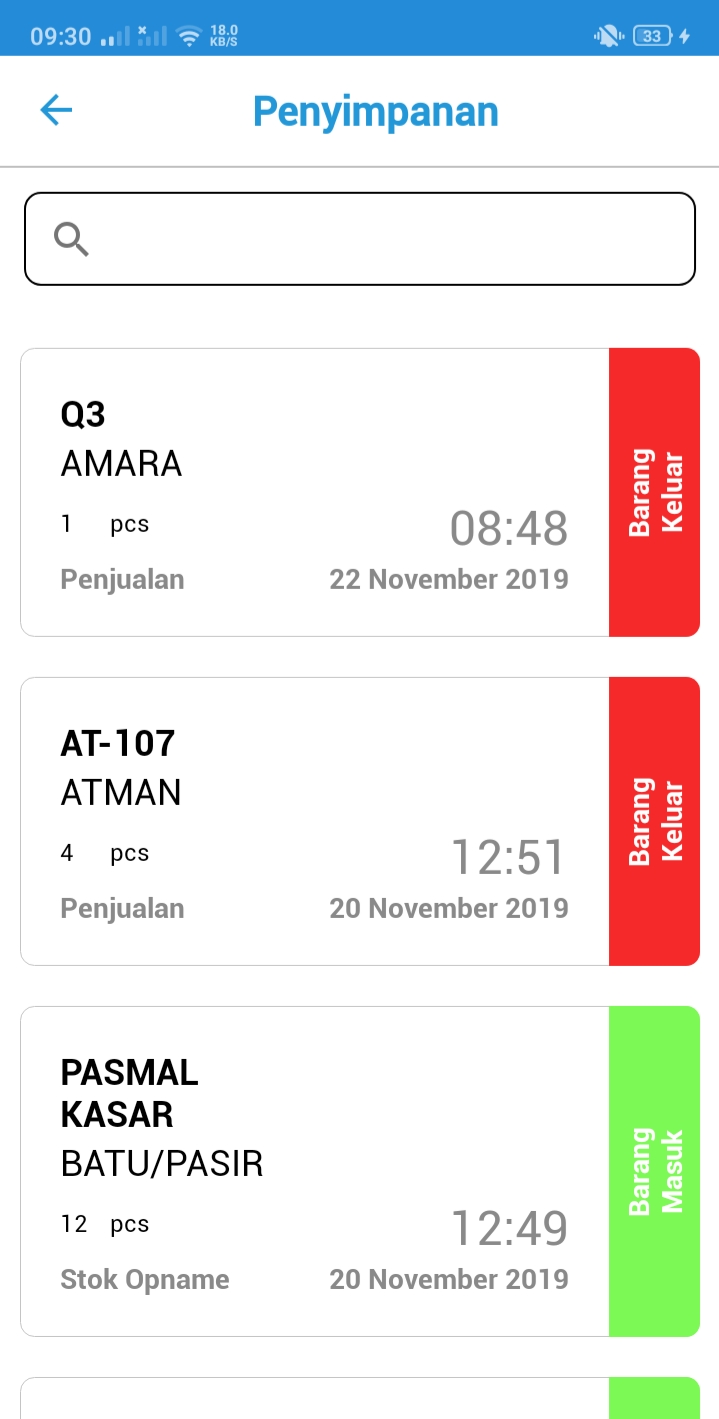 09:30 18.0 KB/S 33
Penyimpanan
Q3
AMARA
1 pcs
08:48
Penjualan
22 November 2019
Barang
Keluar
AT-107
ATMAN
4 pcs
12:51
Penjualan
20 November 2019
Barang
Keluar
PASMAL
KASAR
BATU/PASIR
12 pcs
12:49
Stok Opname
20 November 2019
Barang
Masuk